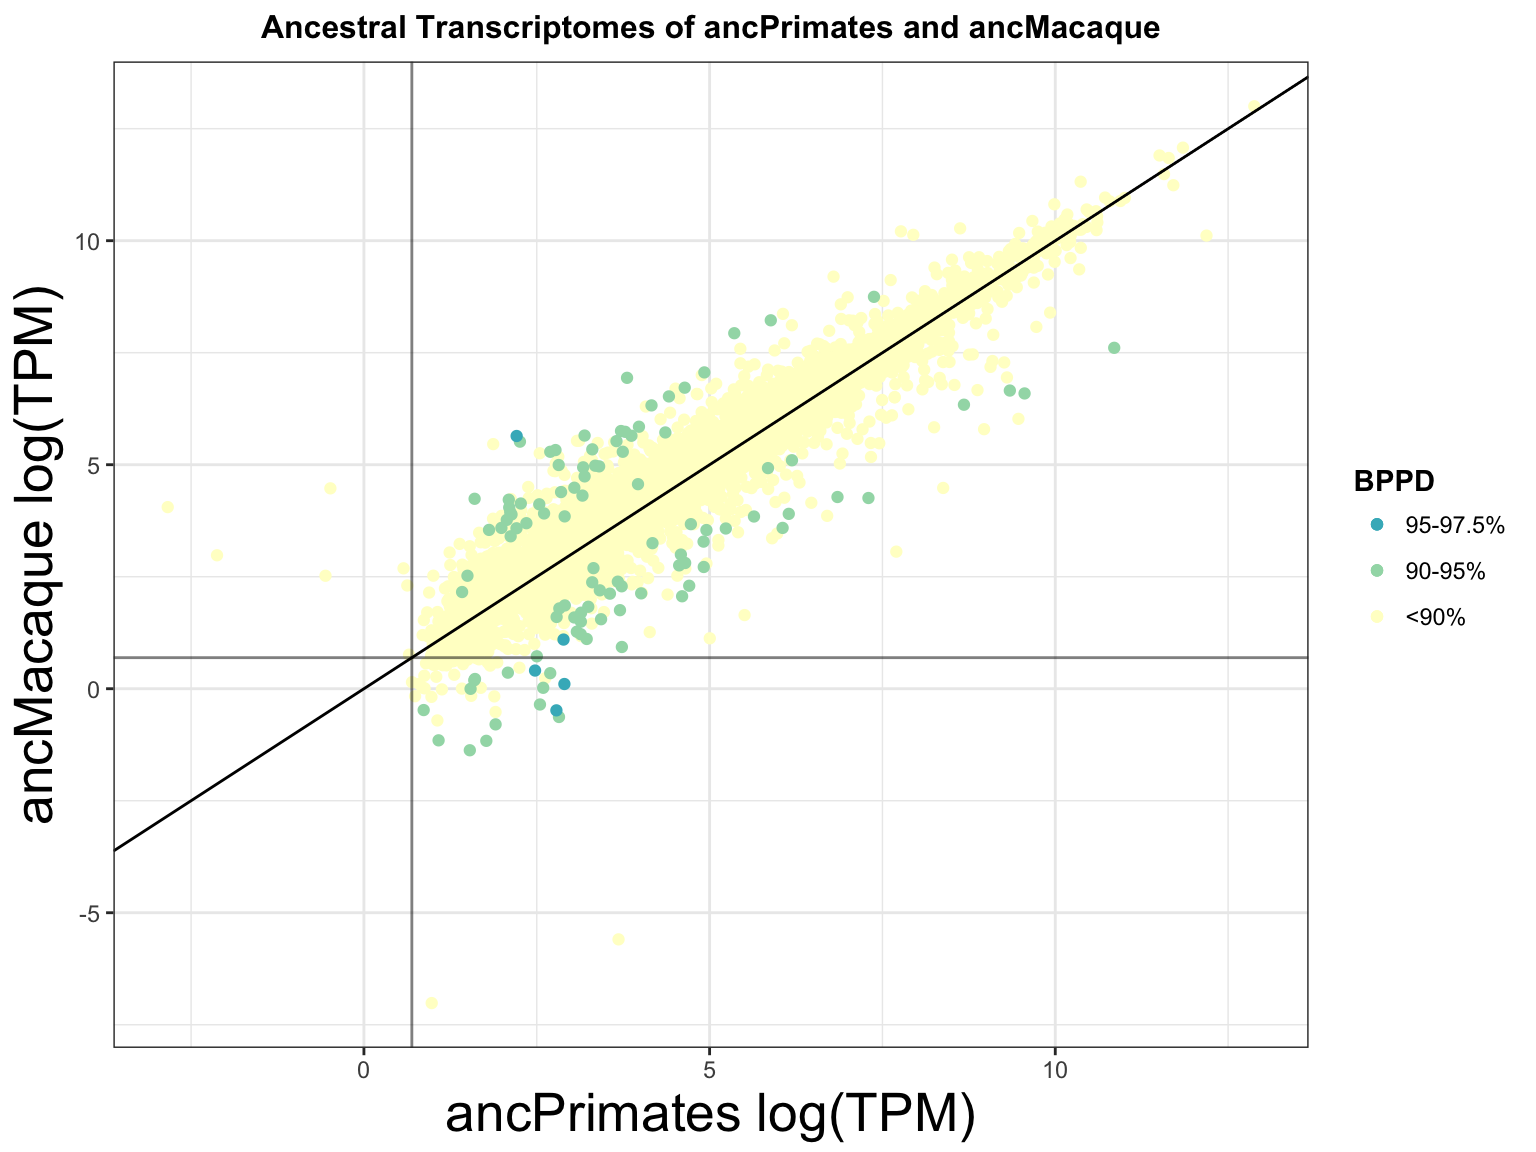 Ancestral Transcriptomes of ancPrimates and ancMacaque
ancMacaque log(TPM)
10
5
0
-5
0
5
10
ancPrimates log(TPM)
BPPD
95-97.5%
90-95%
<90%